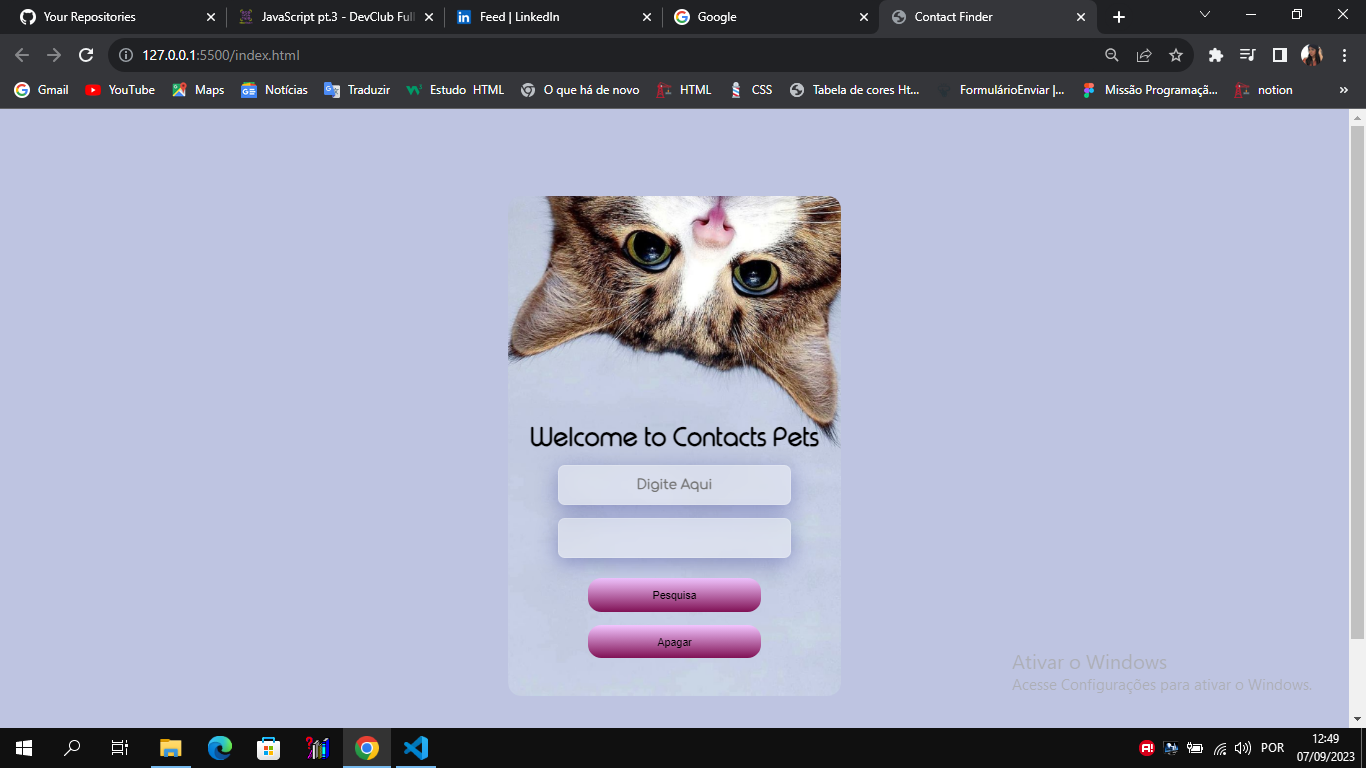 Your Repositories
JavaScript pt.3 - DevClub Full
Feed | LinkedIn
Google
Contact Finder
127.0.0.1:5500/index.html
Gmail
YouTube
Maps
Notícias
Traduzir
Estudo HTML
O que há de novo
HTML
CSS
Tabela de cores Ht...
FormulárioEnviar |...
Missão Programaçã...
notion
»
Welcome to Contacts Pets
Digite Aqui
Pesquisa
Apagar
Ativar o Windows
Acesse Configurações para ativar o Windows.
POR
12:49
07/09/2023